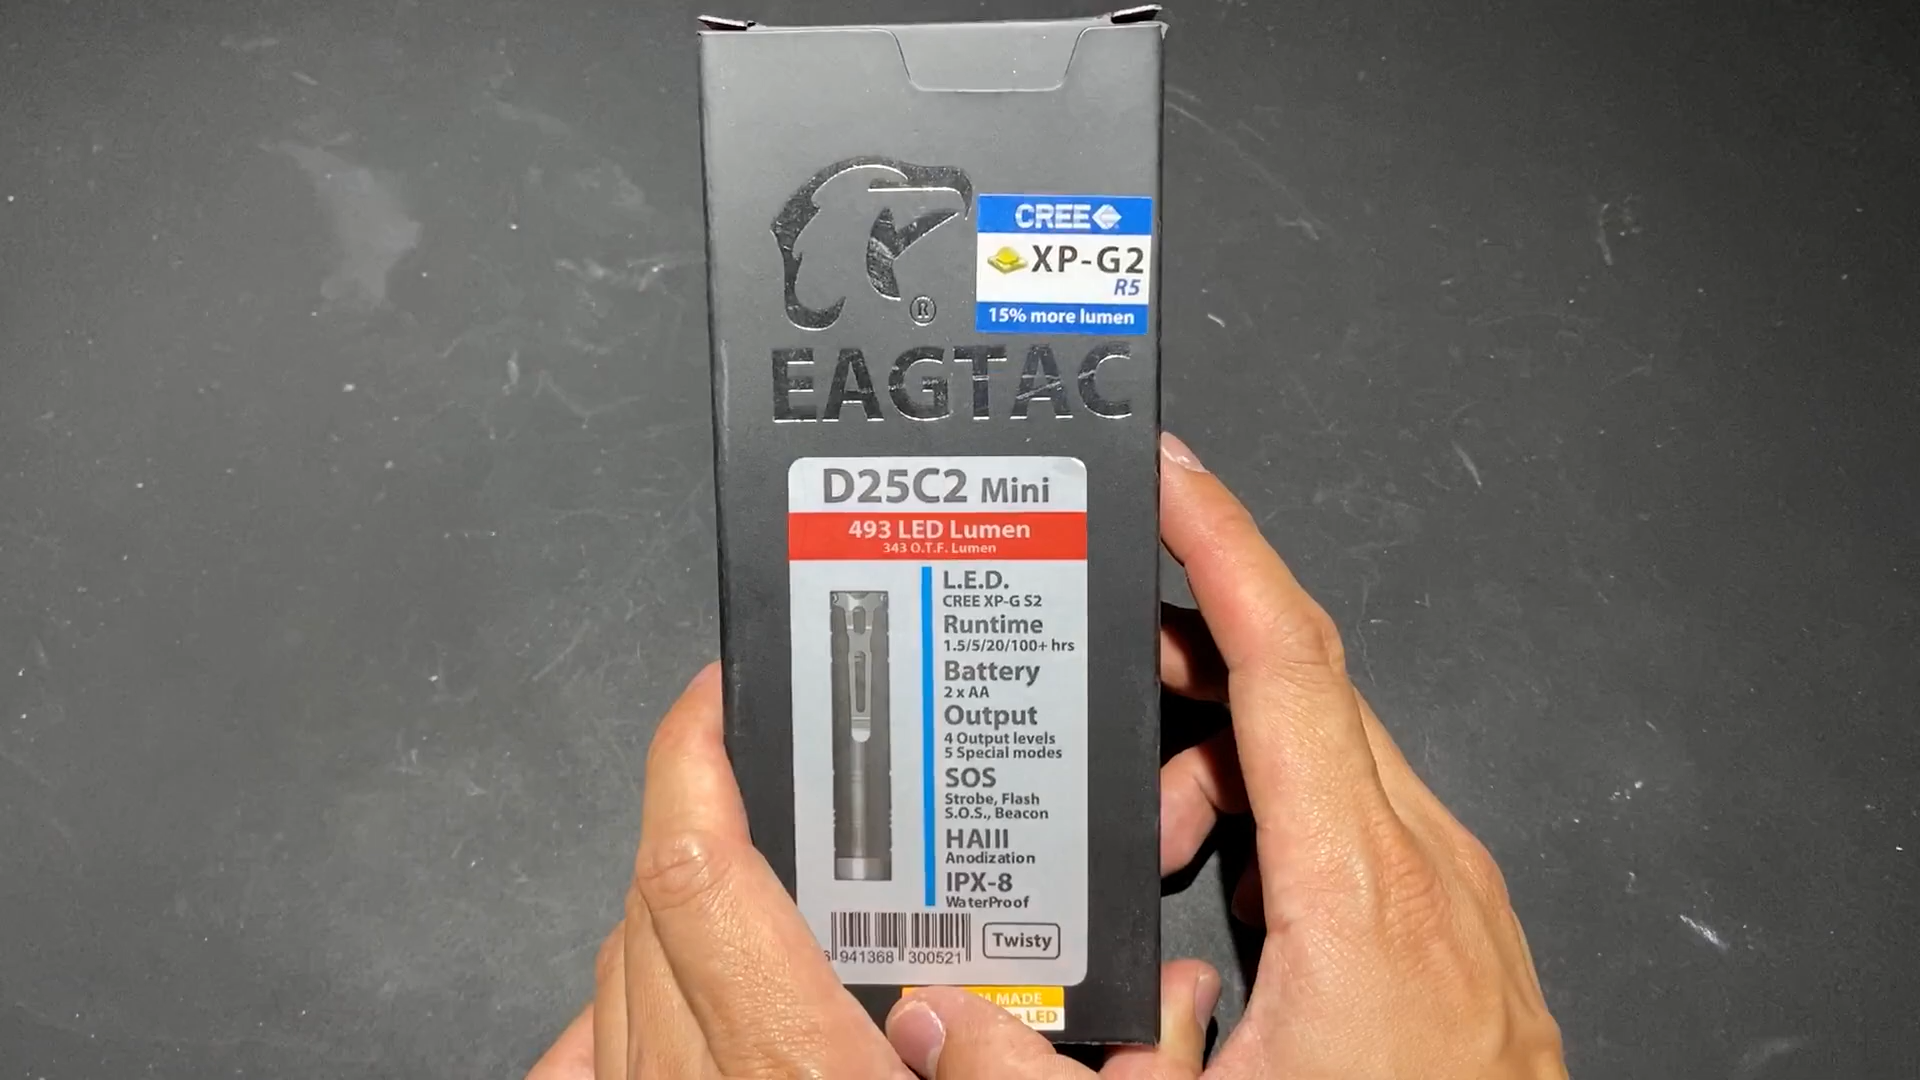 CREE
XP-G2
R5
15% more lumen
®
EAGTAC
D25C2 Mini
493 LED Lumen
343 O.T.F. Lumen
L.E.D.
CREE XP-G S2
Runtime
1.5/5/20/100+ hrs
Battery
2 x AA
Output
4 Output levels
5 Special modes
SOS
Strobe, Flash
S.O.S., Beacon
HAIII
Anodization
IPX-8
WaterProof
941368 300521
Twisty
MADE
LED